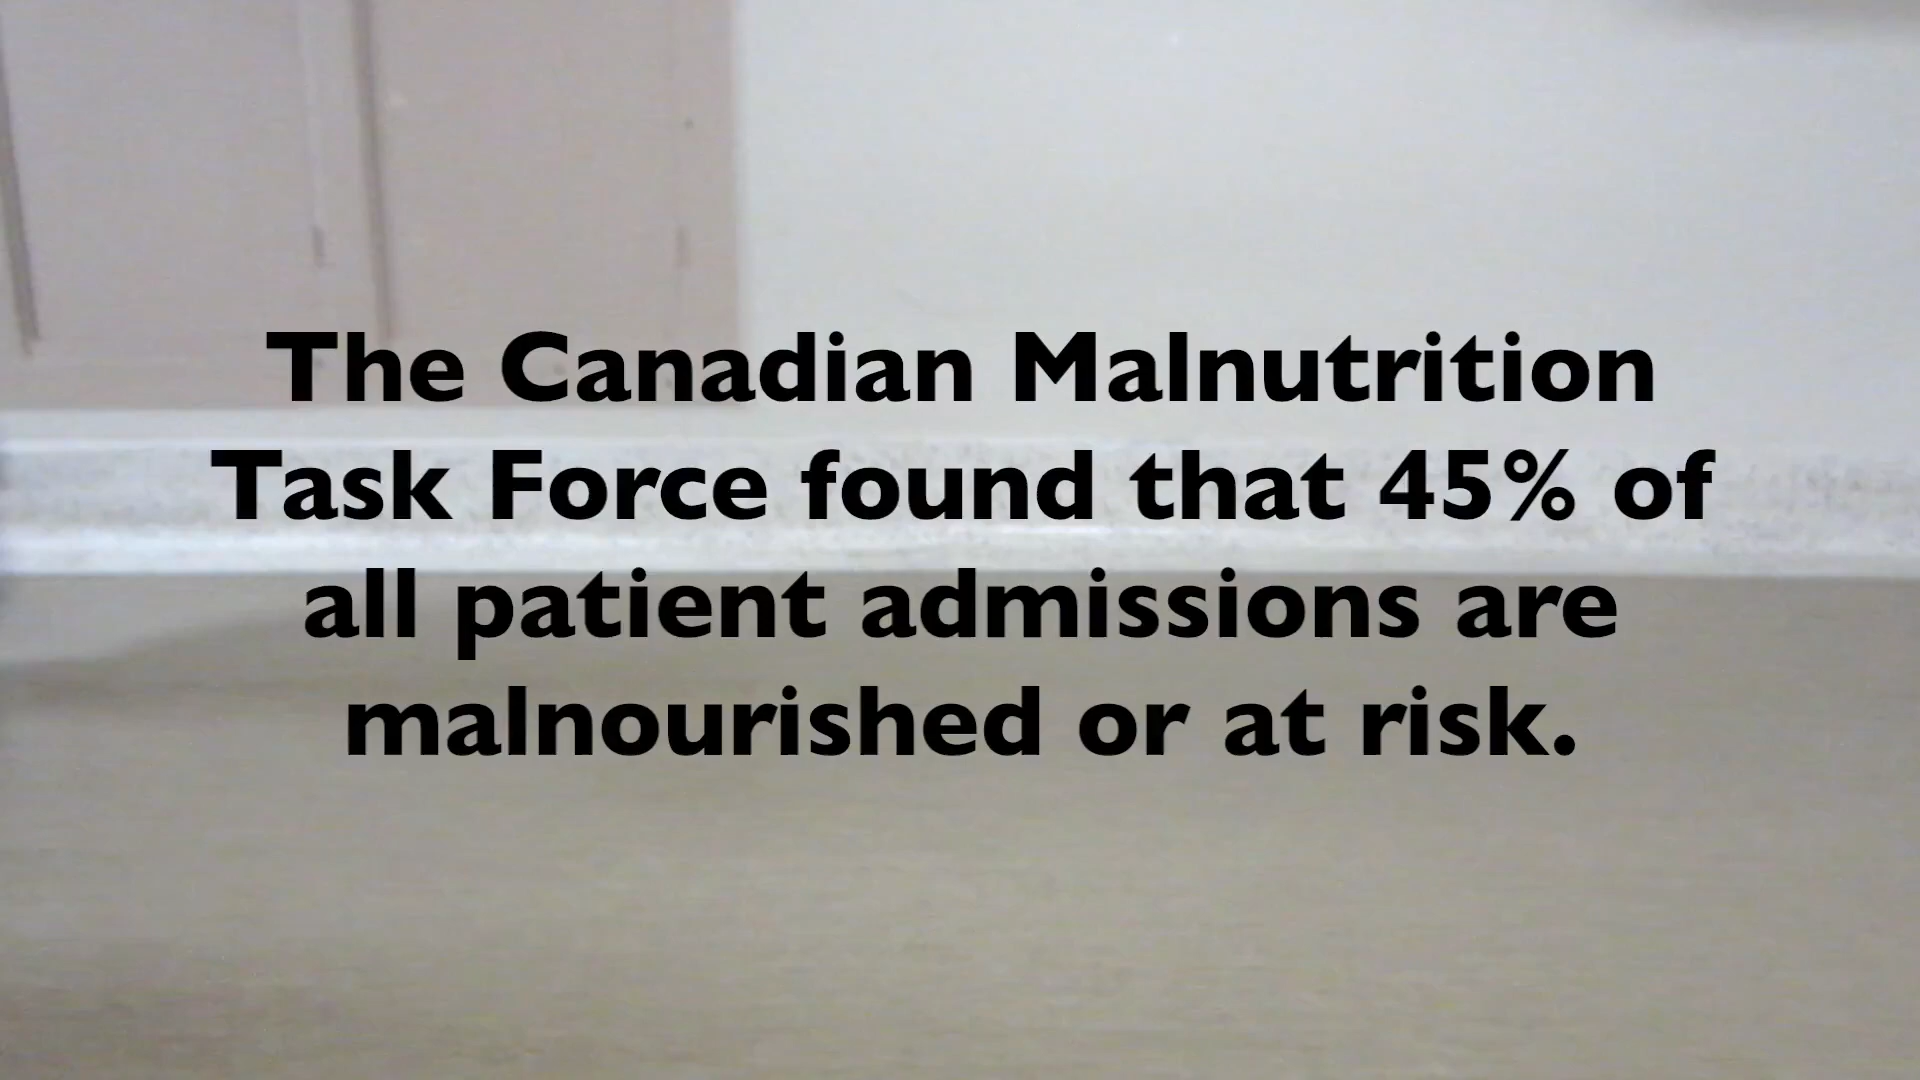 The Canadian Malnutrition
Task Force found that 45% of
all patient admissions are
malnourished or at risk.